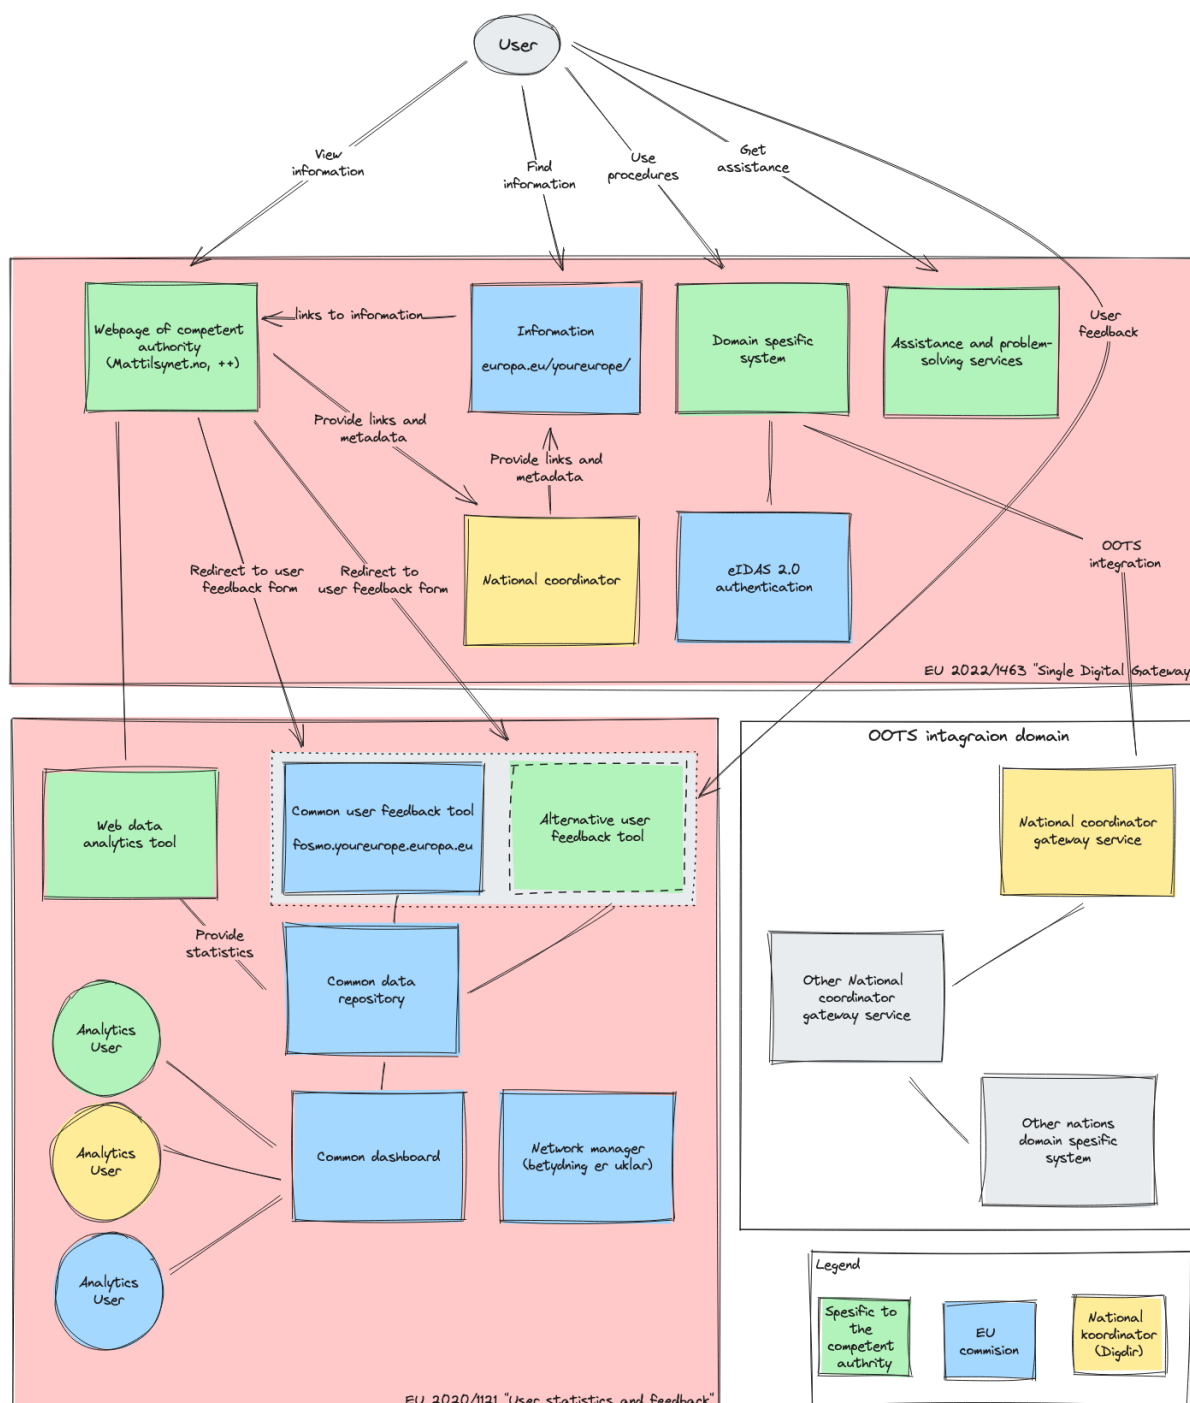 User
View
information
Find
information
Use
procedures
Get
assistance
User
feedback
Webpage of competent
authority
(Mattilsynet.no, ++)
links to information
Information
europa.eu/youreurope/
Domain spesific
system
Assistance and problem-
solving services
Provide links and
metadata
Provide links and
metadata
National coordinator
eIDAS 2.0
authentication
OOTS
integration
Redirect to user
feedback form
Redirect to
user feedback form
EU 2022/1463 "Single Digital Gateway
OOTS intagraion domain
Web data
analytics tool
Common user feedback tool
fosmo.youreurope.europa.eu
Alternative user
feedback tool
National coordinator
gateway service
Provide
statistics
Common data
repository
Other National
coordinator
gateway service
Analytics
User
Analytics
User
Analytics
User
Common dashboard
Network manager
(betydning er uklar)
Other nations
domain spesific
system
Legend
Spesific to
the
competent
authrity
EU
commision
National
koordinator
(Digdir)
EU 2020/1121 "User statistics and feedback"